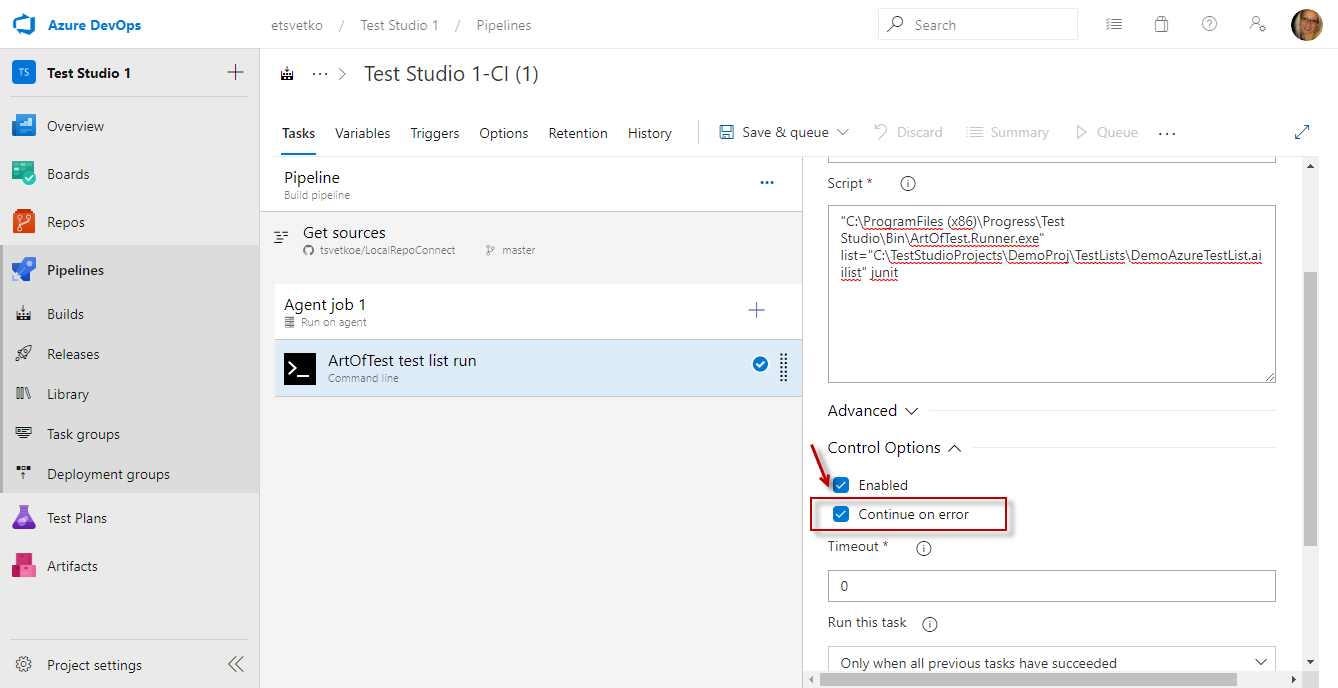 Azure DevOps
etsvetko / Test Studio 1 / Pipelines
Search
TS Test Studio 1
Overview
Boards
Repos
Pipelines
Builds
Releases
Library
Task groups
Deployment groups
Test Plans
Artifacts
Project settings
... > Test Studio 1-CI (1)
Tasks Variables Triggers Options Retention History Save & queue Discard Summary Queue ...
Pipeline ...
Build pipeline
Get sources
tsvetkoe/LocalRepoConnect master
Agent job 1
Run on agent
ArtOfTest test list run
Command line
Script *
"C:\ProgramFiles (x86)\Progress\Test
Studio\Bin\ArtOfTest.Runner.exe"
list="C:\TestStudioProjects\DemoProj\TestLists\DemoAzureTestList.ai
ilist" junit
Advanced
Control Options
Enabled
Continue on error
Timeout *
0
Run this task
Only when all previous tasks have succeeded